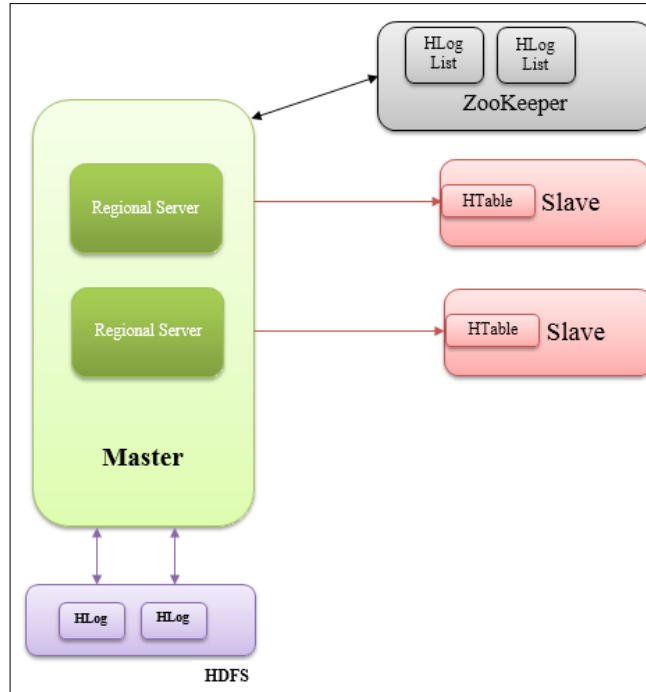 HLog
List
HLog
List
ZooKeeper
Regional Server
HTable
Slave
Regional Server
HTable
Slave
Master
HLog
HLog
HDFS